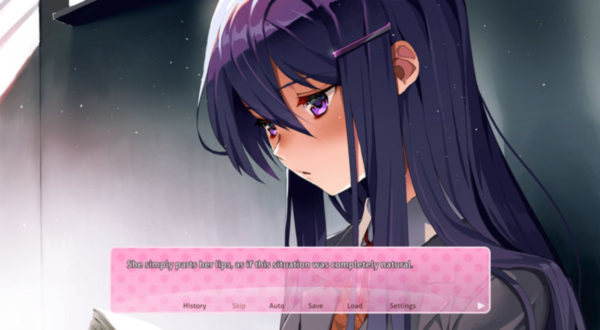 She simply parts her lips, as if this situation was completely natural.
History Skip Auto Save Load Settings